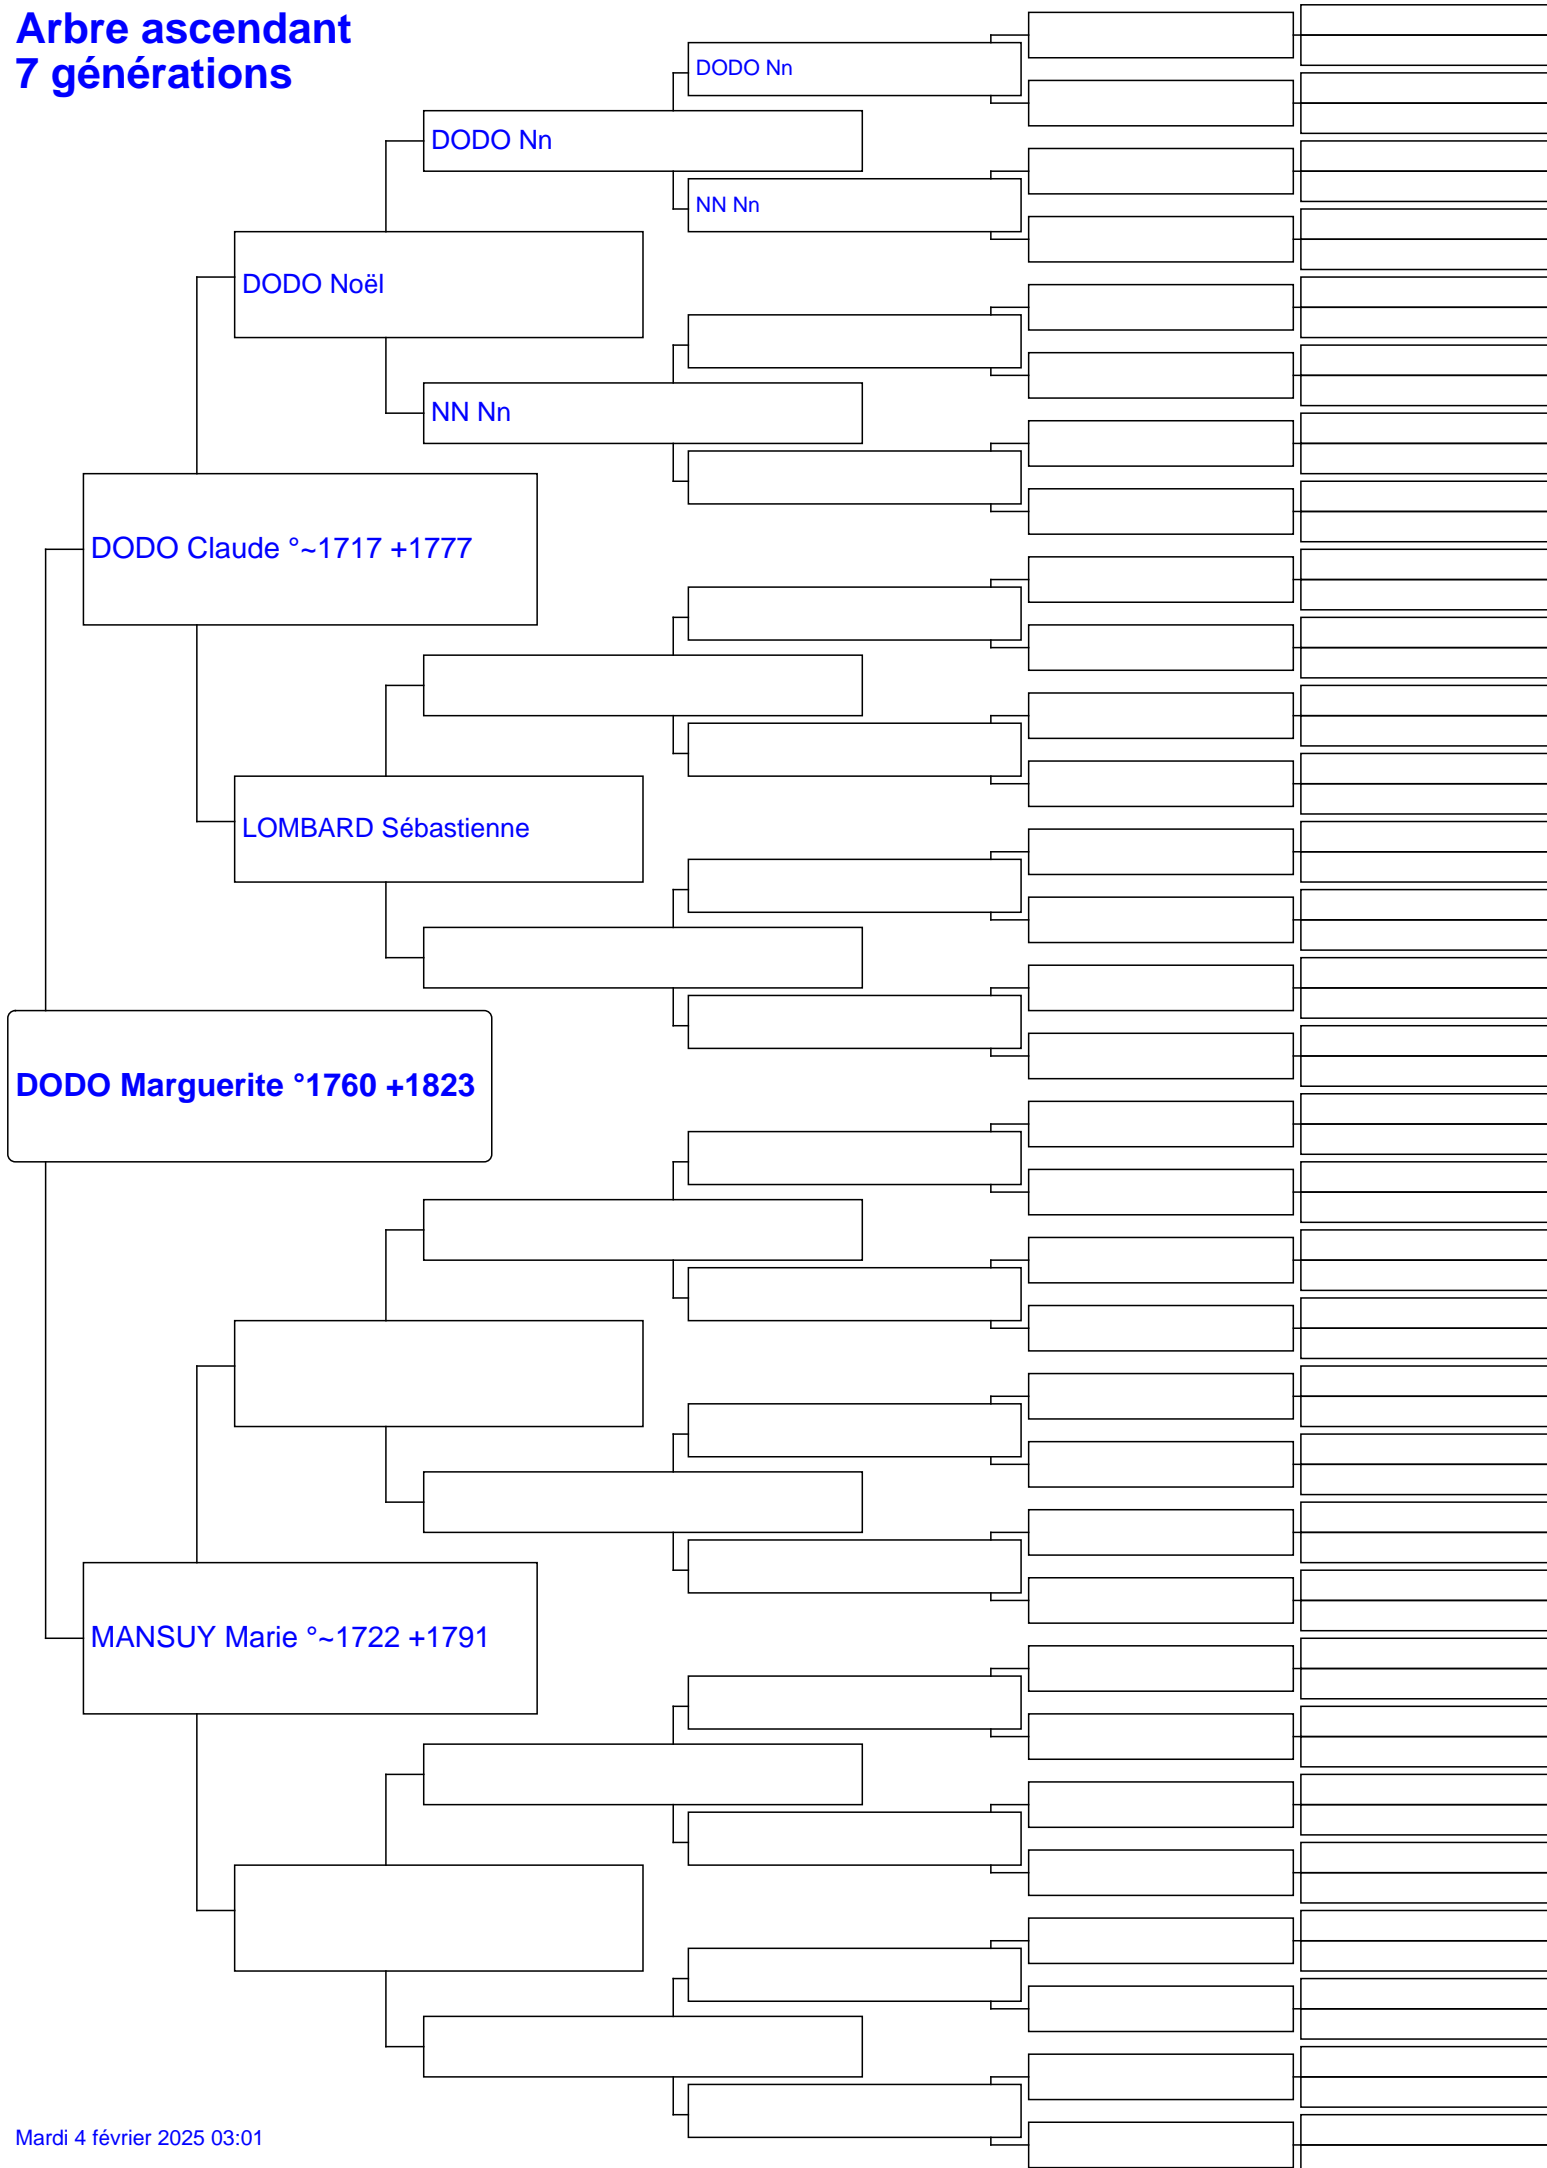 Arbre ascendant
7 générations
DODO Nn
DODO Nn
NN Nn
DODO Noël
NN Nn
DODO Claude °~1717 +1777
LOMBARD Sébastienne
DODO Marguerite °1760 +1823
MANSUY Marie °~1722 +1791
Mardi 4 février 2025 03:01